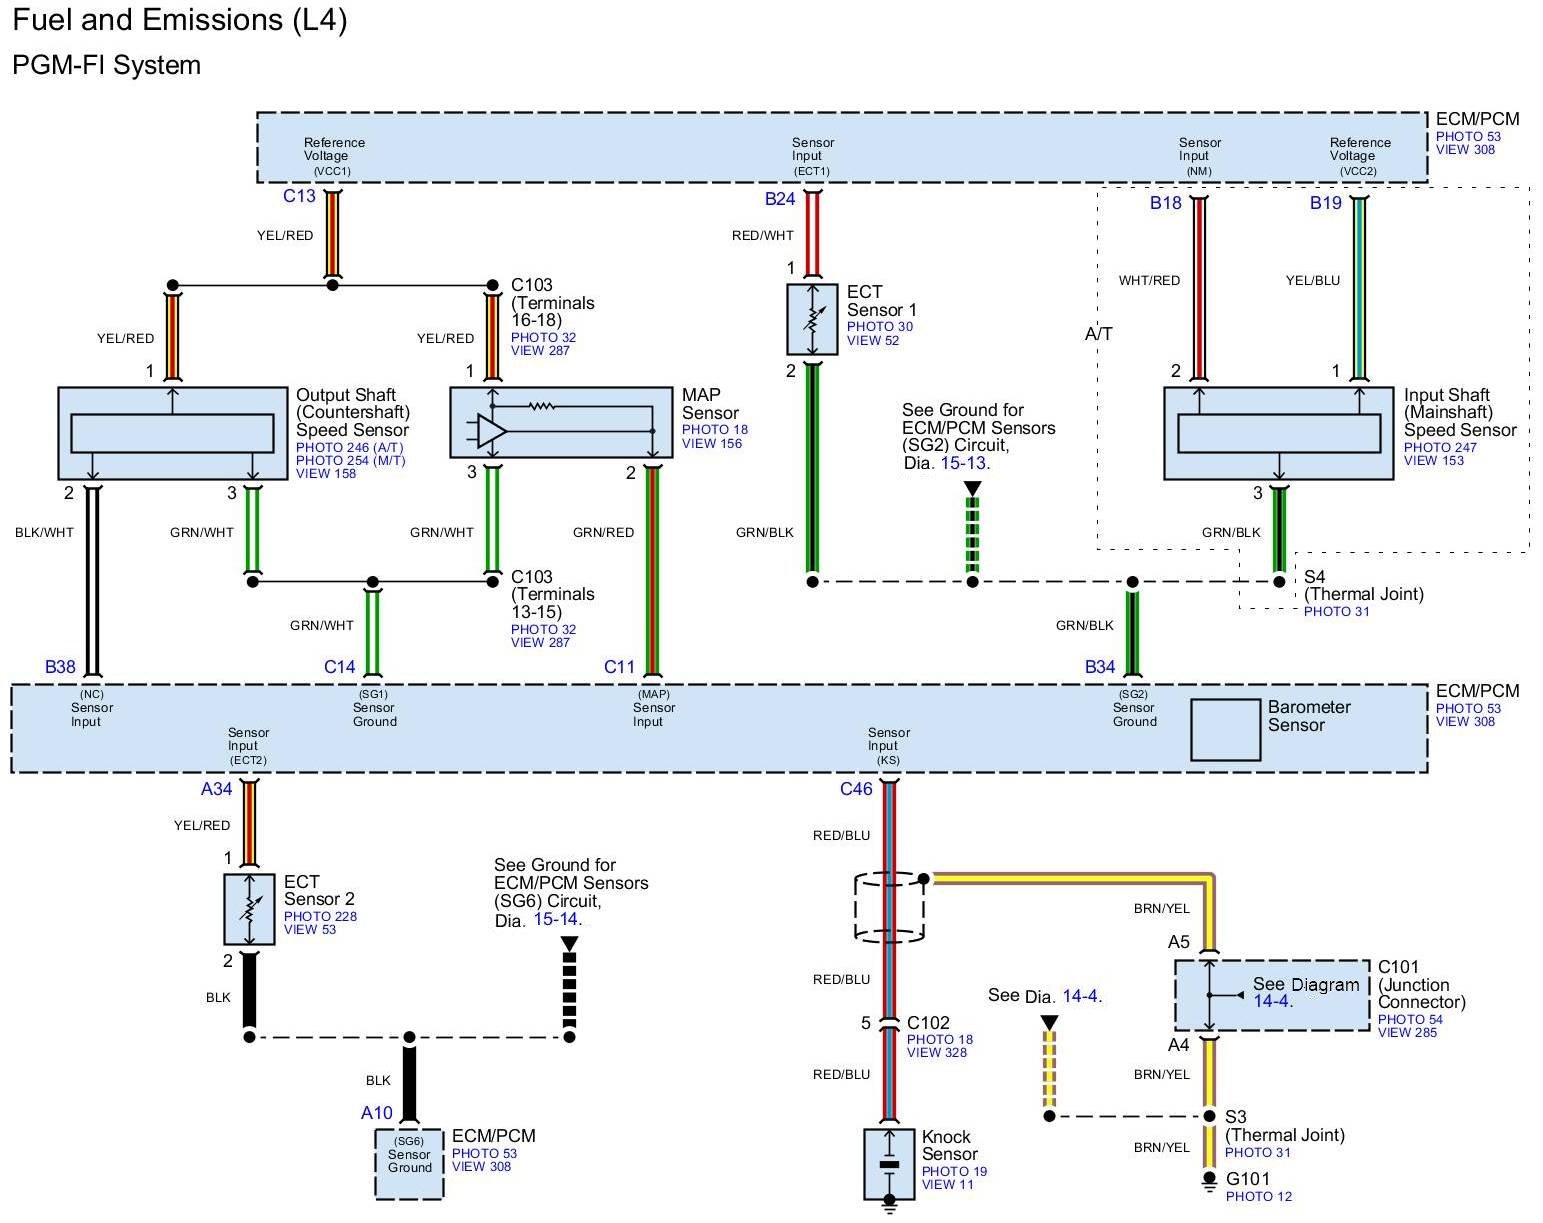 Fuel and Emissions (L4)
PGM-FI System
Reference
Voltage
(VCC1)
Sensor
Input
(ECT1)
Sensor
Input
(NM)
Reference
Voltage
(VCC2)
ECM/PCM
PHOTO 53
VIEW 308
C13
B24
B18
B19
YEL/RED
RED/WHT
WHT/RED
YEL/BLU
A/T
C103
(Terminals
16-18)
PHOTO 32
VIEW 287
YEL/RED
YEL/RED
1
1
1
2
1
ECT
Sensor 1
PHOTO 30
VIEW 52
2
Output Shaft
(Countershaft)
Speed Sensor
PHOTO 246 (A/T)
PHOTO 254 (M/T)
VIEW 158
MAP
Sensor
PHOTO 18
VIEW 156
See Ground for
ECM/PCM Sensors
(SG2) Circuit,
Dia. 15-13.
Input Shaft
(Mainshaft)
Speed Sensor
PHOTO 247
VIEW 153
2
3
3
2
3
BLK/WHT
GRN/WHT
GRN/WHT
GRN/RED
GRN/BLK
GRN/BLK
C103
(Terminals
13-15)
PHOTO 32
VIEW 287
S4
(Thermal Joint)
PHOTO 31
GRN/WHT
GRN/BLK
B38
C14
C11
B34
(NC)
Sensor
Input
(SG1)
Sensor
Ground
(MAP)
Sensor
Input
(SG2)
Sensor
Ground
Barometer
Sensor
ECM/PCM
PHOTO 53
VIEW 308
Sensor
Input
(ECT2)
Sensor
Input
(KS)
A34
C46
YEL/RED
RED/BLU
1
ECT
Sensor 2
PHOTO 228
VIEW 53
2
BLK
See Ground for
ECM/PCM Sensors
(SG6) Circuit,
Dia. 15-14.
BRN/YEL
A5
RED/BLU
5
C102
PHOTO 18
VIEW 328
See Dia. 14-4.
See Diagram
14-4.
C101
(Junction
Connector)
PHOTO 54
VIEW 285
A4
BLK
RED/BLU
BRN/YEL
A10
(SG6)
Sensor
Ground
ECM/PCM
PHOTO 53
VIEW 308
Knock
Sensor
PHOTO 19
VIEW 11
S3
(Thermal Joint)
PHOTO 31
BRN/YEL
G101
PHOTO 12